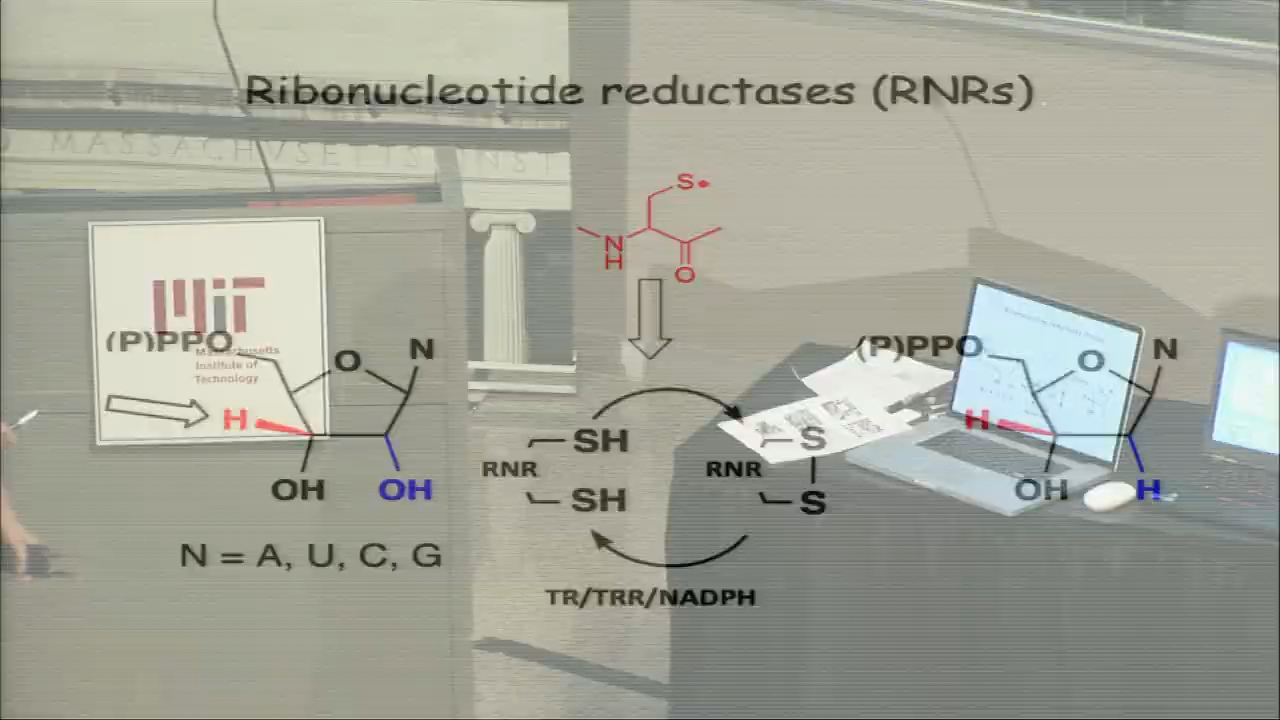 Ribonucleotide reductases (RNRs)
MASSACHVSETTS INST
S•
N
H
O
MIT
Massachusetts
Institute of
Technology
(P)PPO
O
N
H
OH
OH
N = A, U, C, G
SH
RNR
SH
S
RNR
S
TR/TRR/NADPH
(P)PPO
O
N
H
OH
H